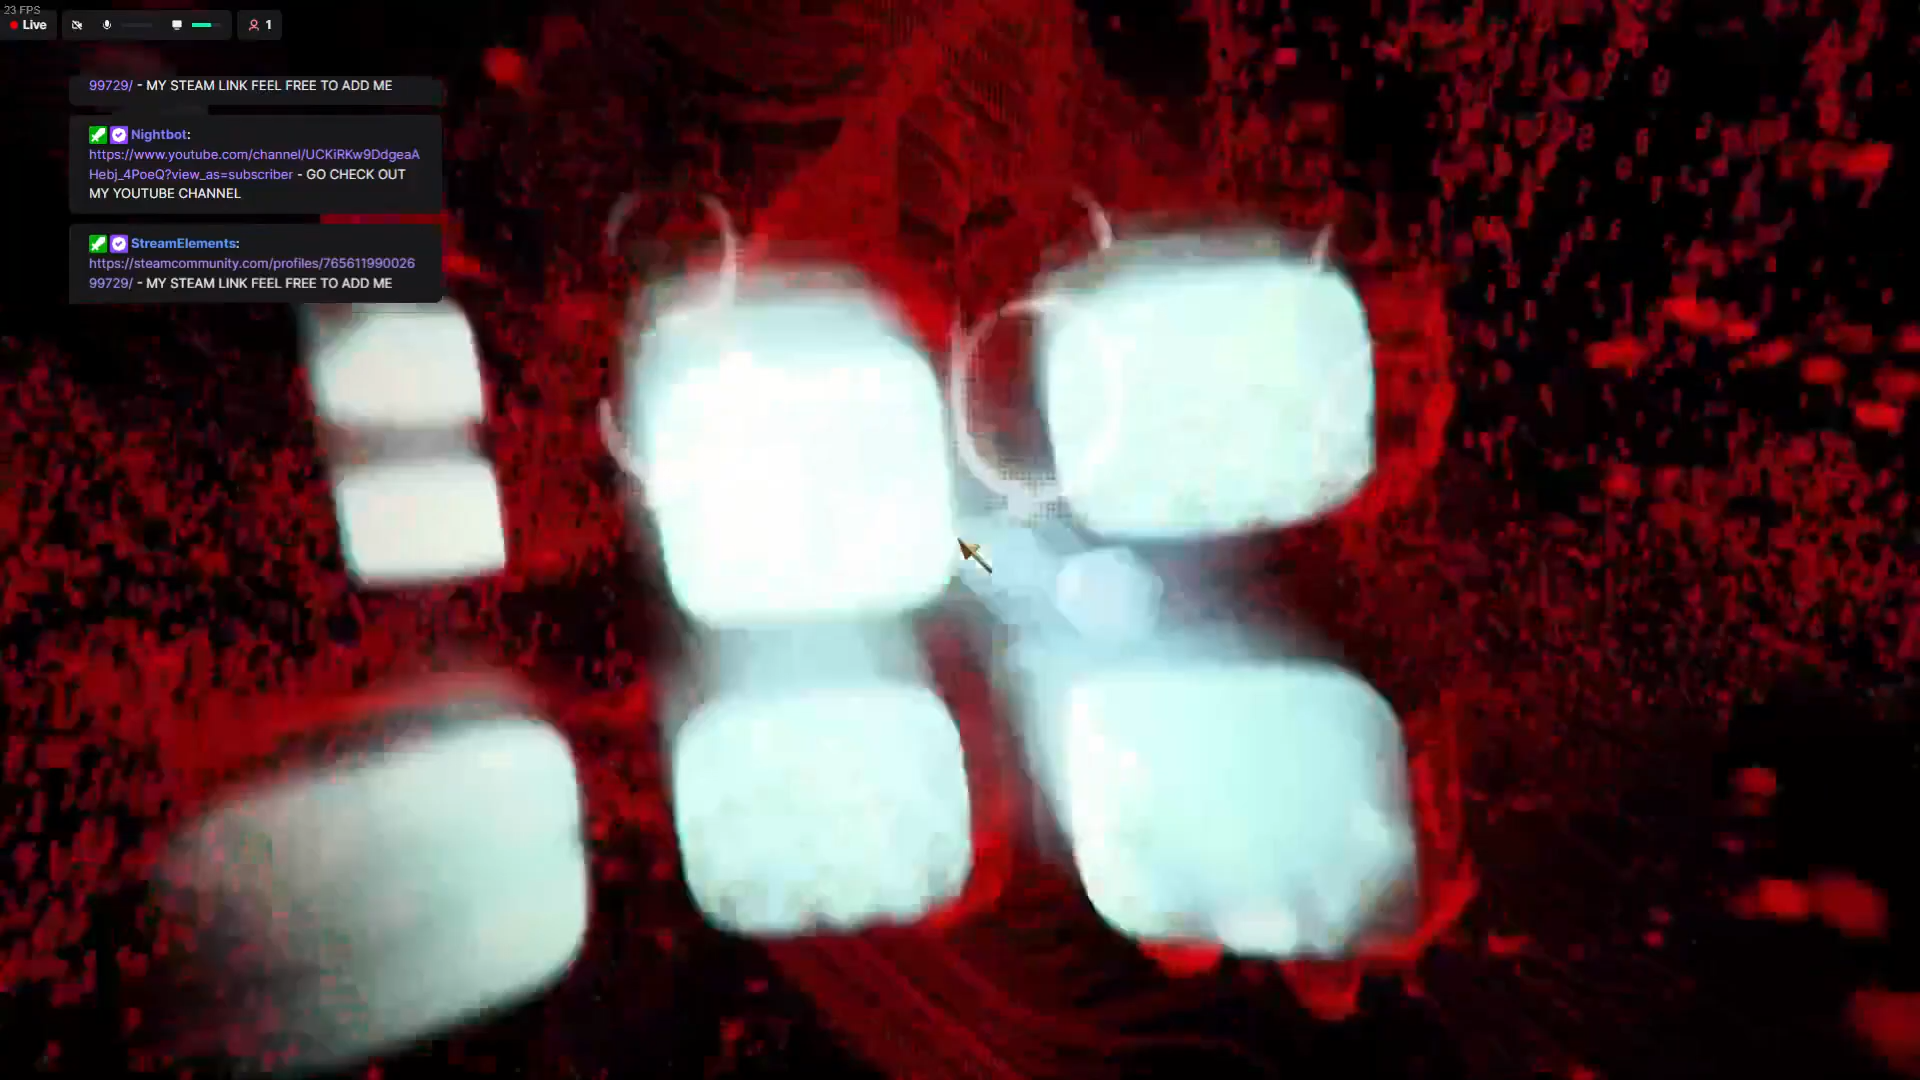 23 FPS
Live
1
99729/ - MY STEAM LINK FEEL FREE TO ADD ME
Nightbot:
https://www.youtube.com/channel/UCKiRKw9DdgeaA
Hebj_4PoeQ?view_as=subscriber - GO CHECK OUT
MY YOUTUBE CHANNEL
StreamElements:
https://steamcommunity.com/profiles/765611990026
99729/ - MY STEAM LINK FEEL FREE TO ADD ME